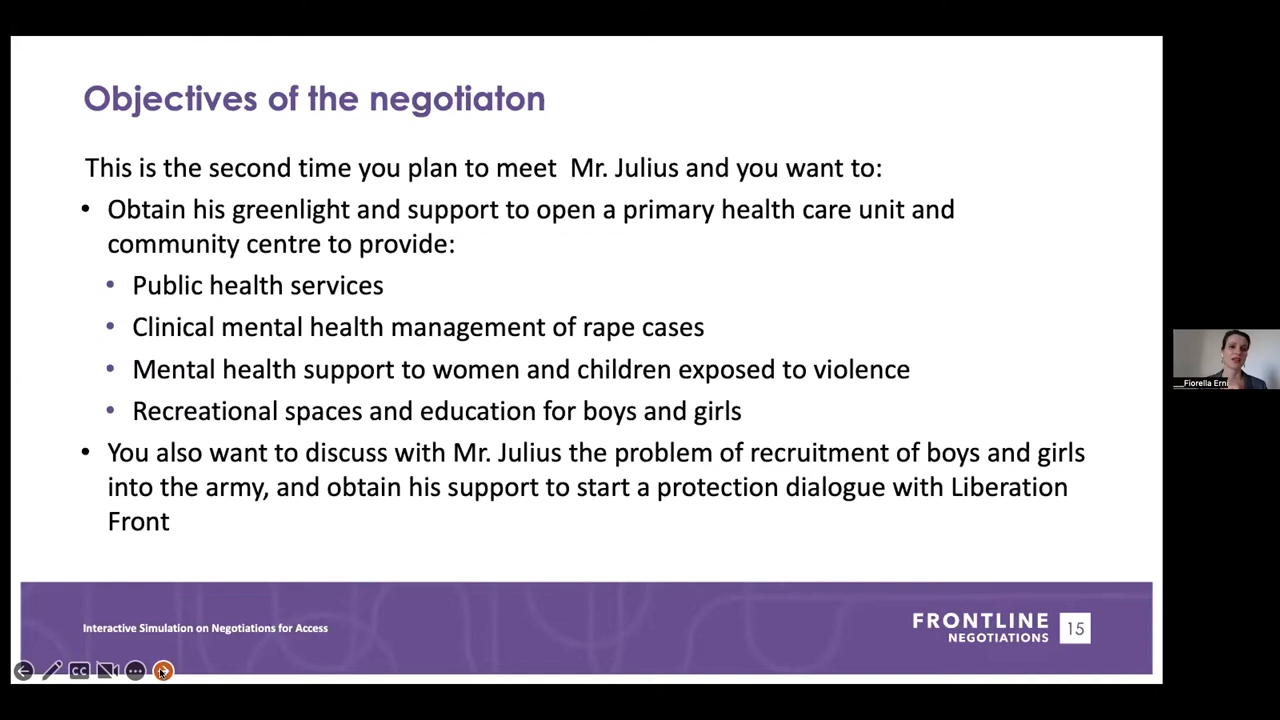 Objectives of the negotiaton
This is the second time you plan to meet Mr. Julius and you want to:
• Obtain his greenlight and support to open a primary health care unit and
community centre to provide:
• Public health services
• Clinical mental health management of rape cases
• Mental health support to women and children exposed to violence
• Recreational spaces and education for boys and girls
• You also want to discuss with Mr. Julius the problem of recruitment of boys and girls
into the army, and obtain his support to start a protection dialogue with Liberation
Front
__Fiorella Erni
Interactive Simulation on Negotiations for Access
FRONTLINE
NEGOTIATIONS
15
CC